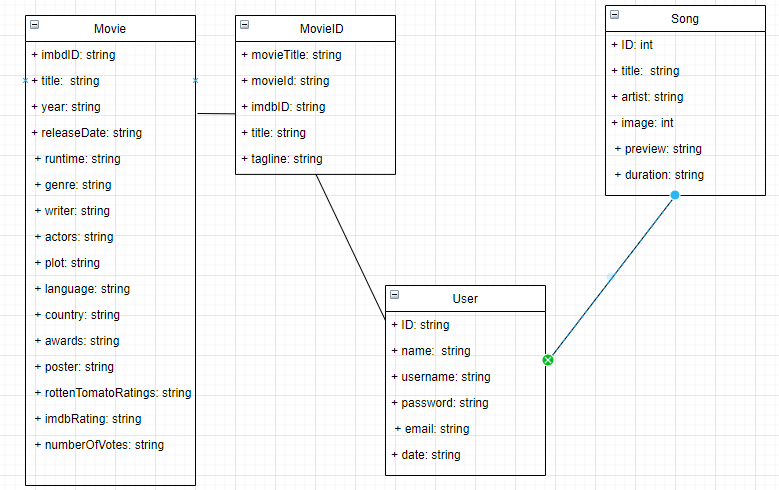 Movie
+ imbdID: string
+ title: string
+ year: string
+ releaseDate: string
+ runtime: string
+ genre: string
+ writer: string
+ actors: string
+ plot: string
+ language: string
+ country: string
+ awards: string
+ poster: string
+ rottenTomatoRatings: string
+ imdbRating: string
+ numberOfVotes: string
MovieID
+ movieTitle: string
+ movieId: string
+ imdbID: string
+ title: string
+ tagline: string
Song
+ ID: int
+ title: string
+ artist: string
+ image: int
+ preview: string
+ duration: string
User
+ ID: string
+ name: string
+ username: string
+ password: string
+ email: string
+ date: string